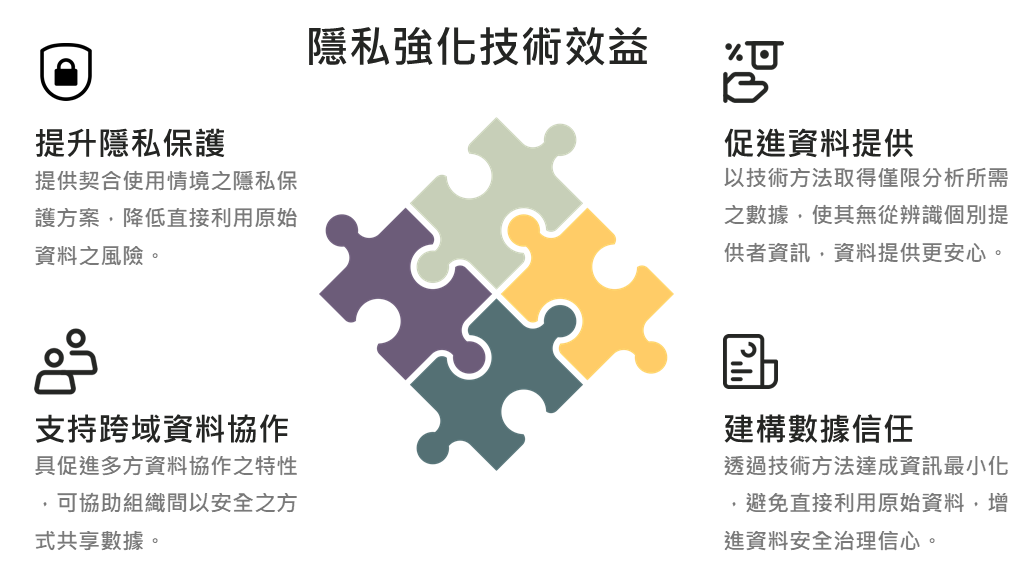 隱私強化技術效益
提升隱私保護
提供契合使用情境之隱私保
護方案，降低直接利用原始
資料之風險。
促進資料提供
以技術方法取得僅限分析所需
之數據，使其無從辨識個別提
供者資訊，資料提供更安心。
支持跨域資料協作
具促進多方資料協作之特性
，可協助組織間以安全之方
式共享數據。
建構數據信任
透過技術方法達成資訊最小化
，避免直接利用原始資料，增
進資料安全治理信心。